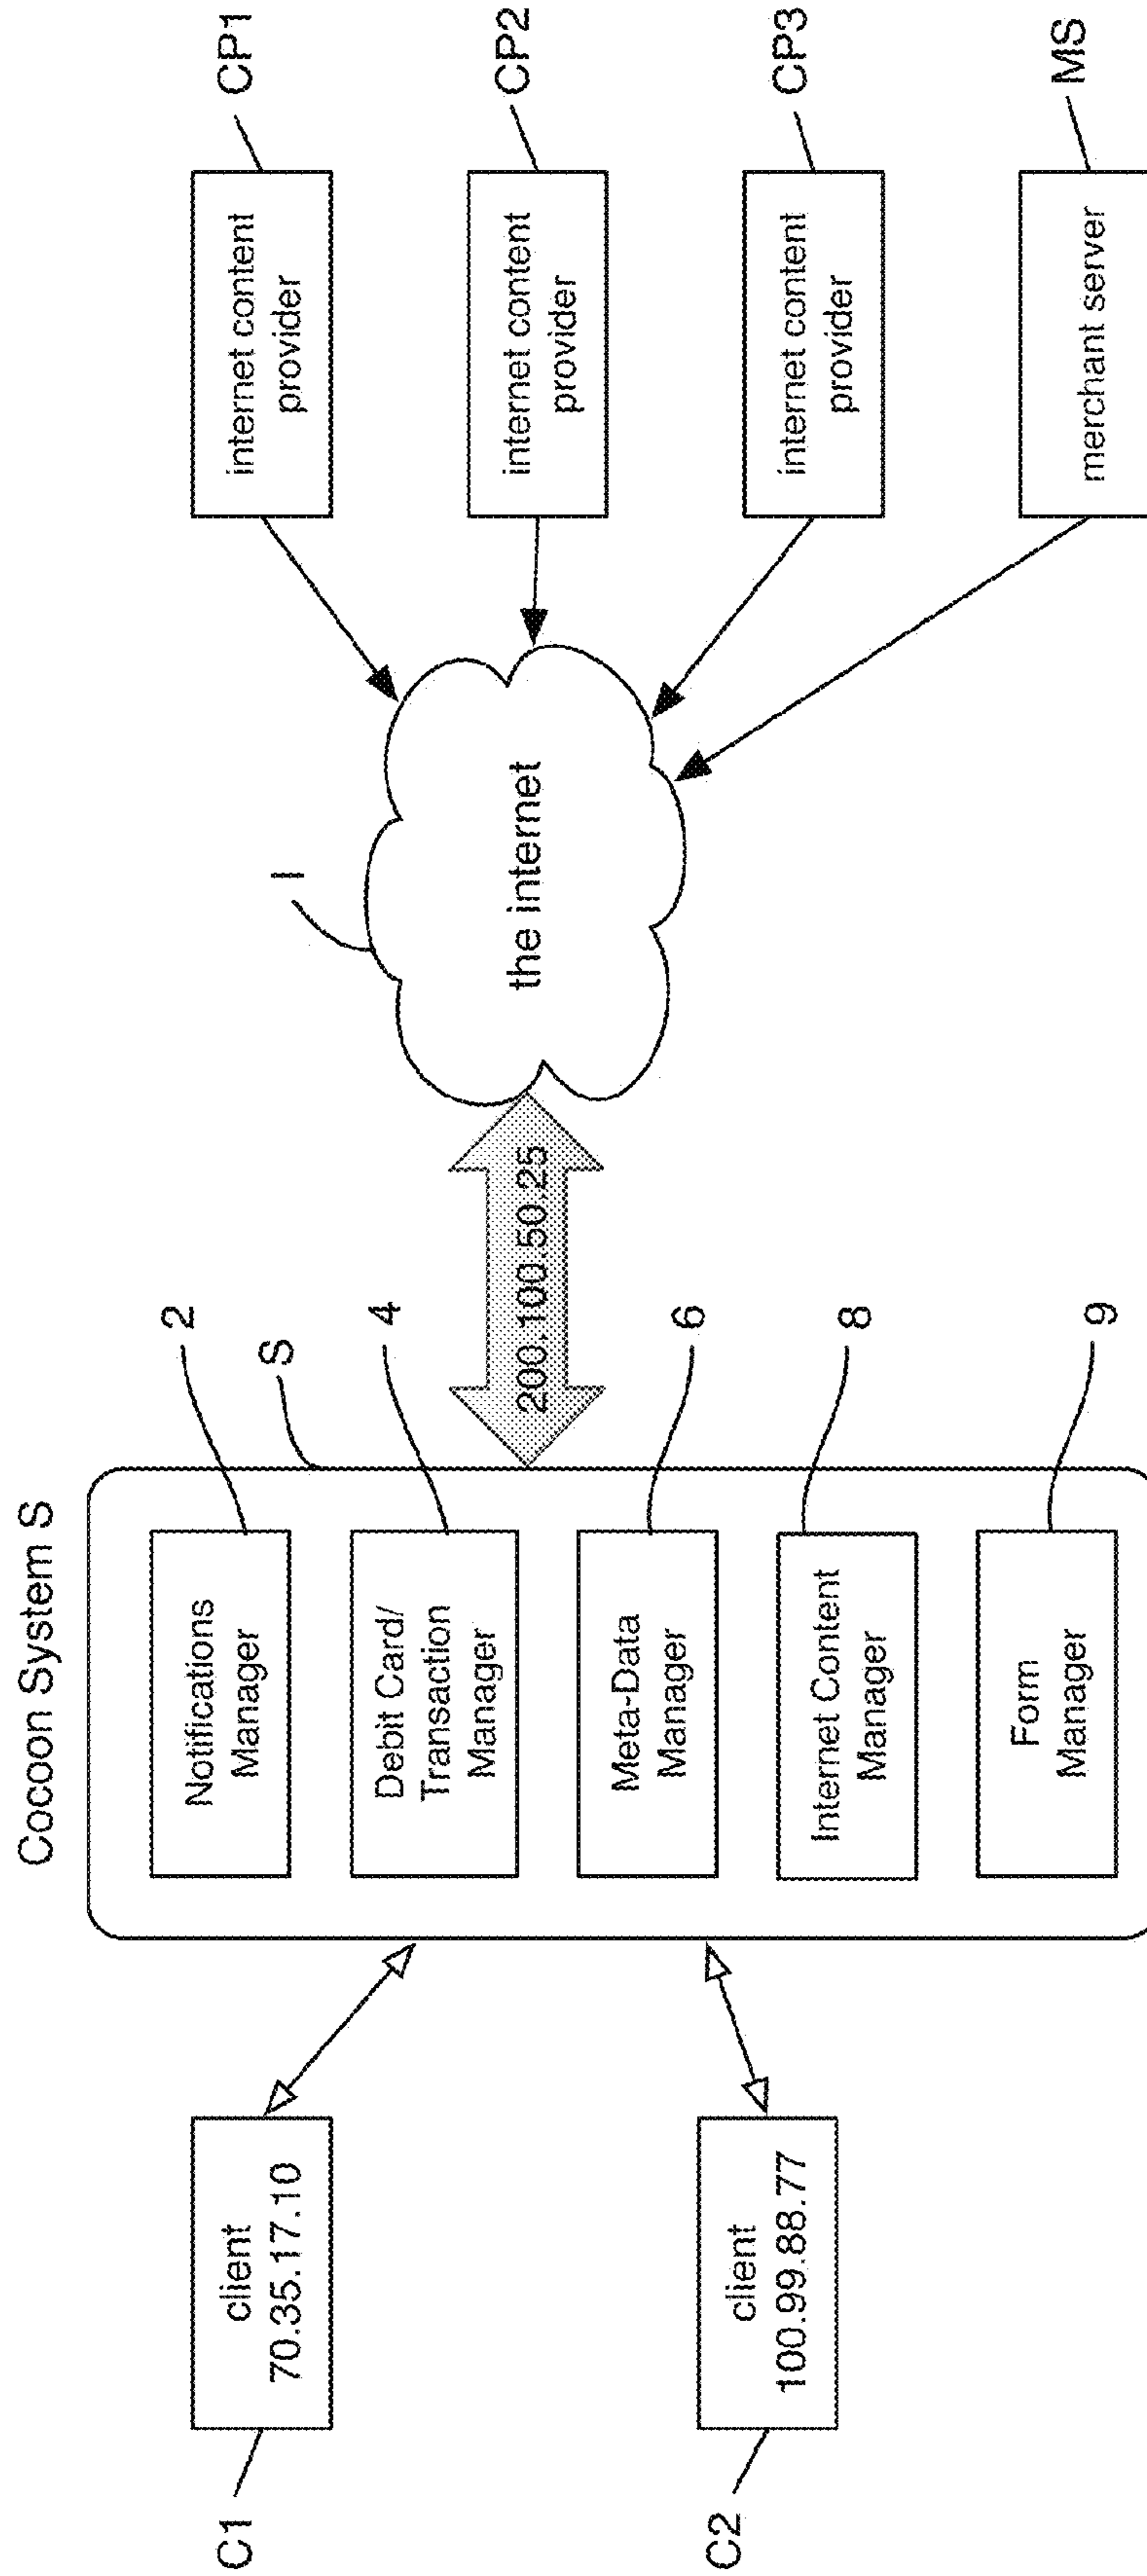 Cocoon System S
C1
client
70.35.17.10
C2
client
100.99.88.77
Notifications
Manager
2
S
Debit Card/
Transaction
Manager
4
Meta-Data
Manager
6
Internet Content
Manager
8
Form
Manager
9
200.100.50.25
I
the internet
internet content
provider
CP1
internet content
provider
CP2
internet content
provider
CP3
merchant server
MS